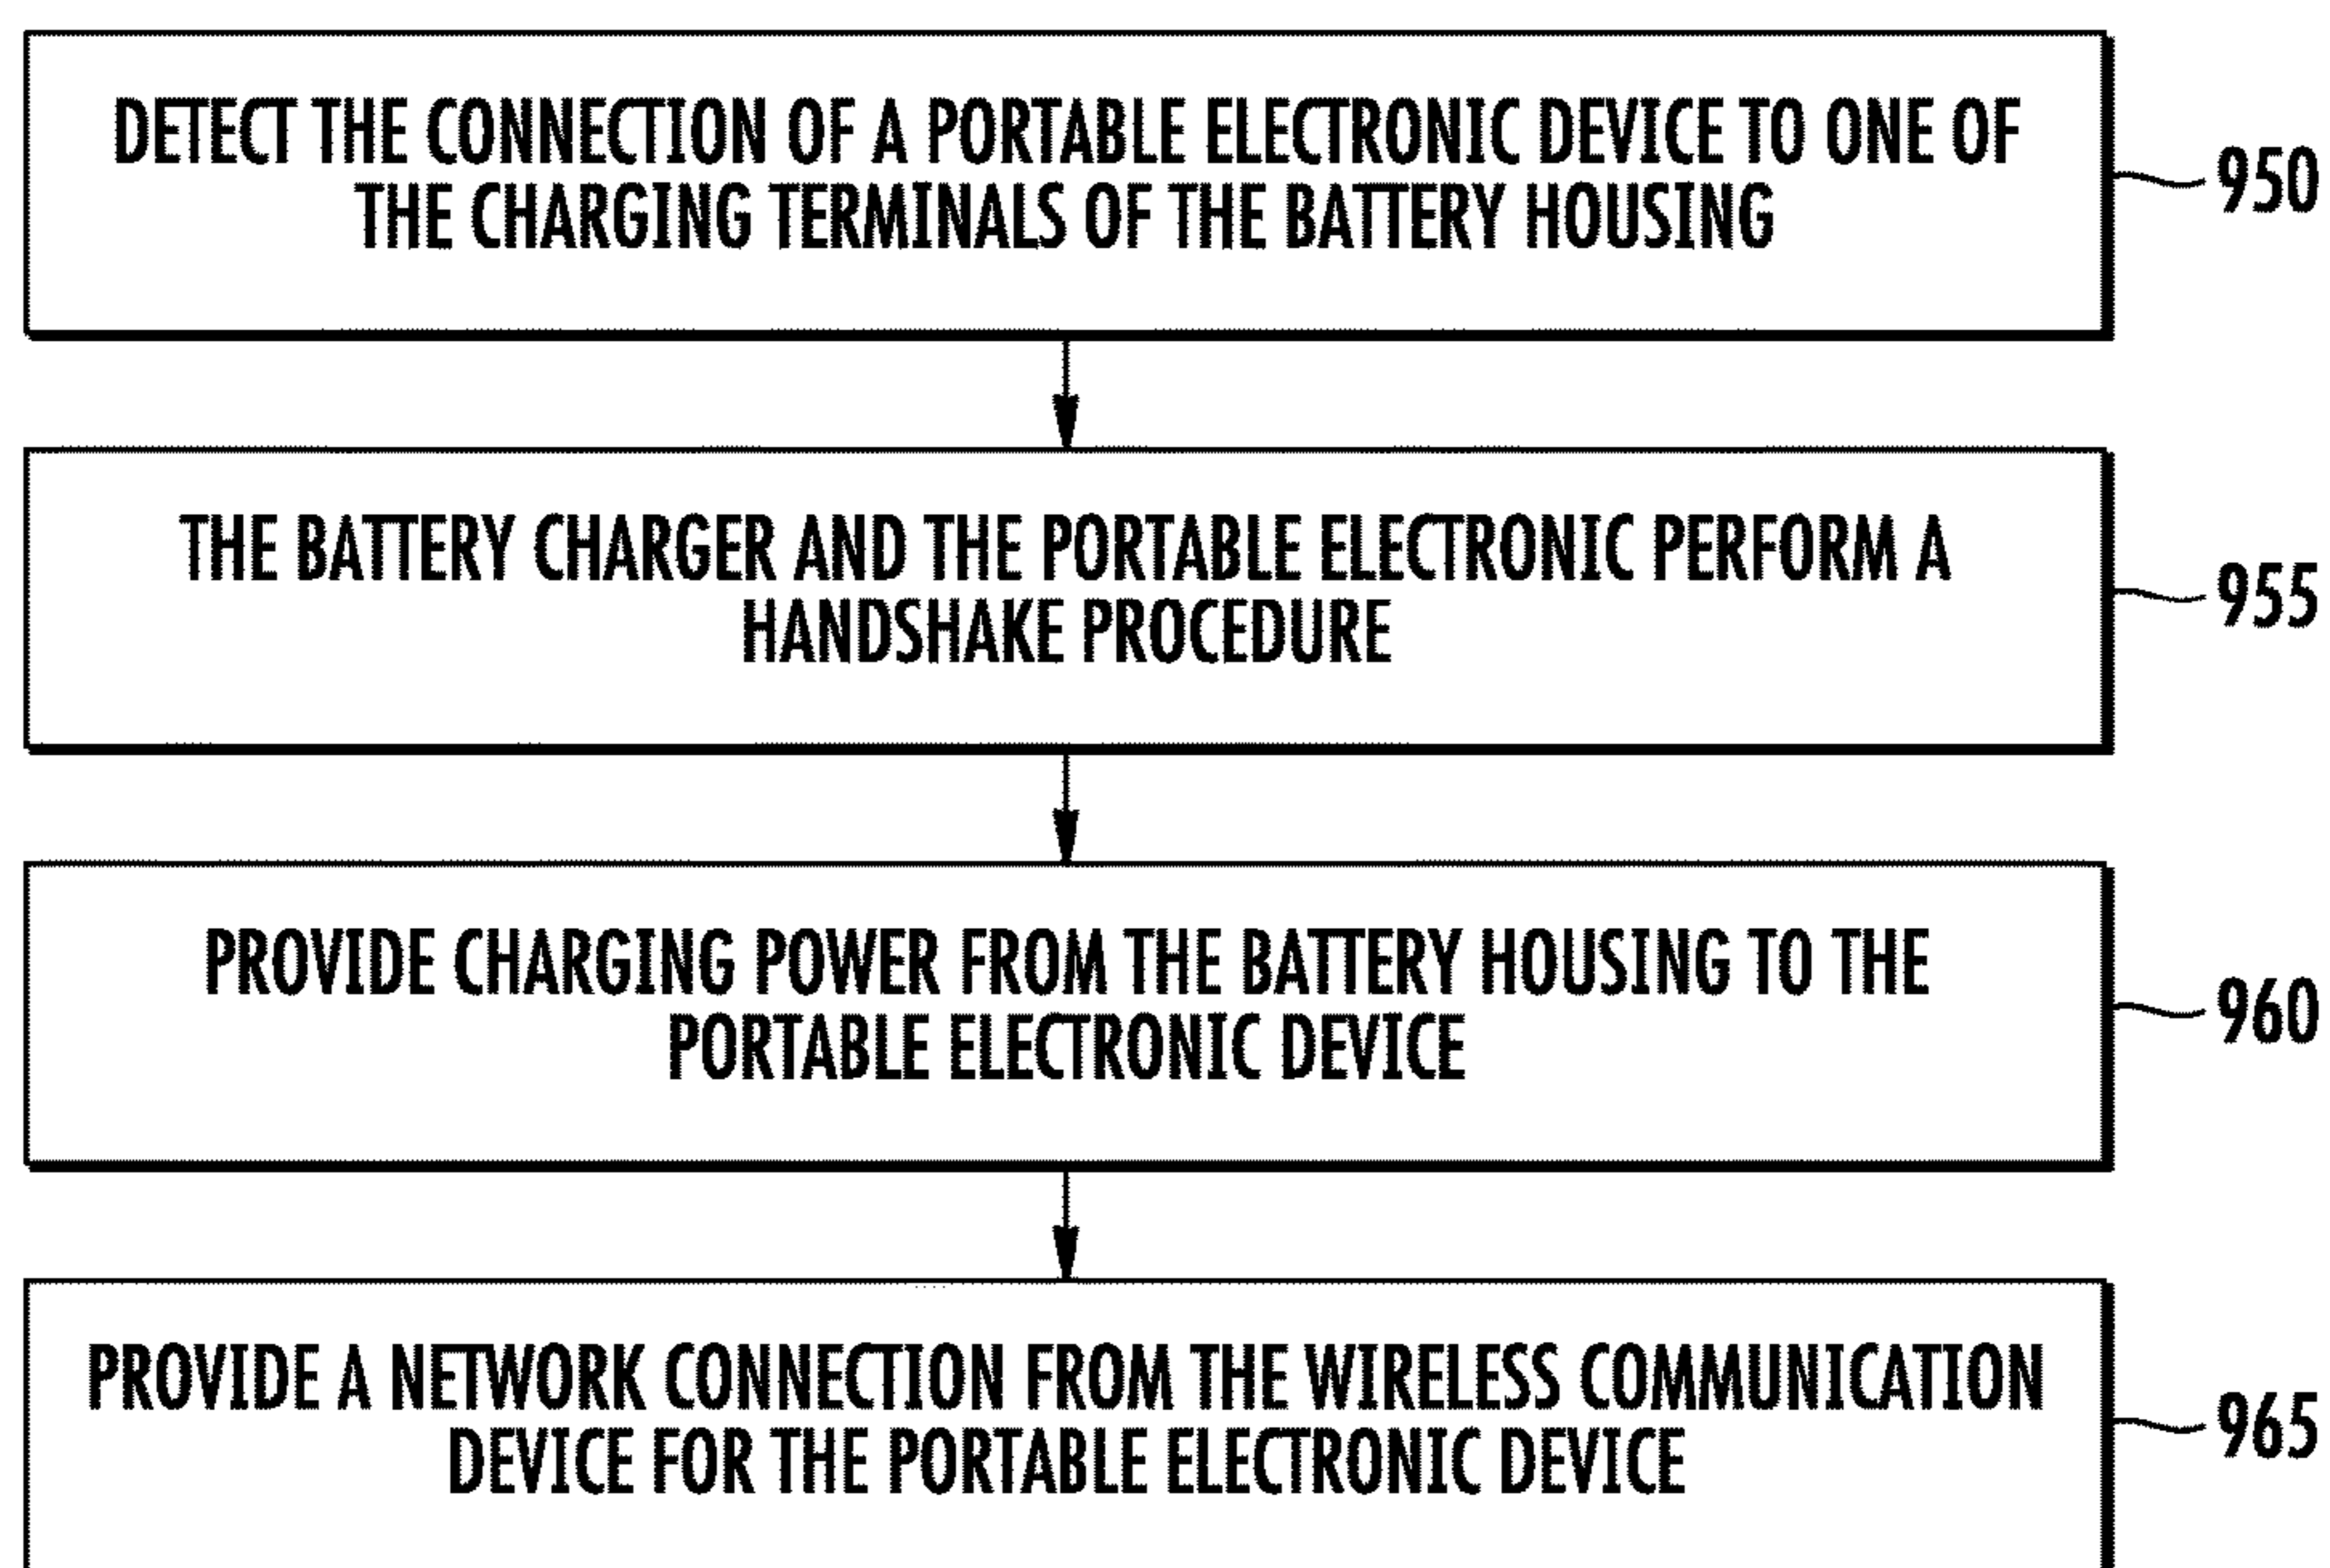 DETECT THE CONNECTION OF A PORTABLE ELECTRONIC DEVICE TO ONE OF
THE CHARGING TERMINALS OF THE BATTERY HOUSING
950
THE BATTERY CHARGER AND THE PORTABLE ELECTRONIC PERFORM A
HANDSHAKE PROCEDURE
955
PROVIDE CHARGING POWER FROM THE BATTERY HOUSING TO THE
PORTABLE ELECTRONIC DEVICE
960
PROVIDE A NETWORK CONNECTION FROM THE WIRELESS COMMUNICATION
DEVICE FOR THE PORTABLE ELECTRONIC DEVICE
965